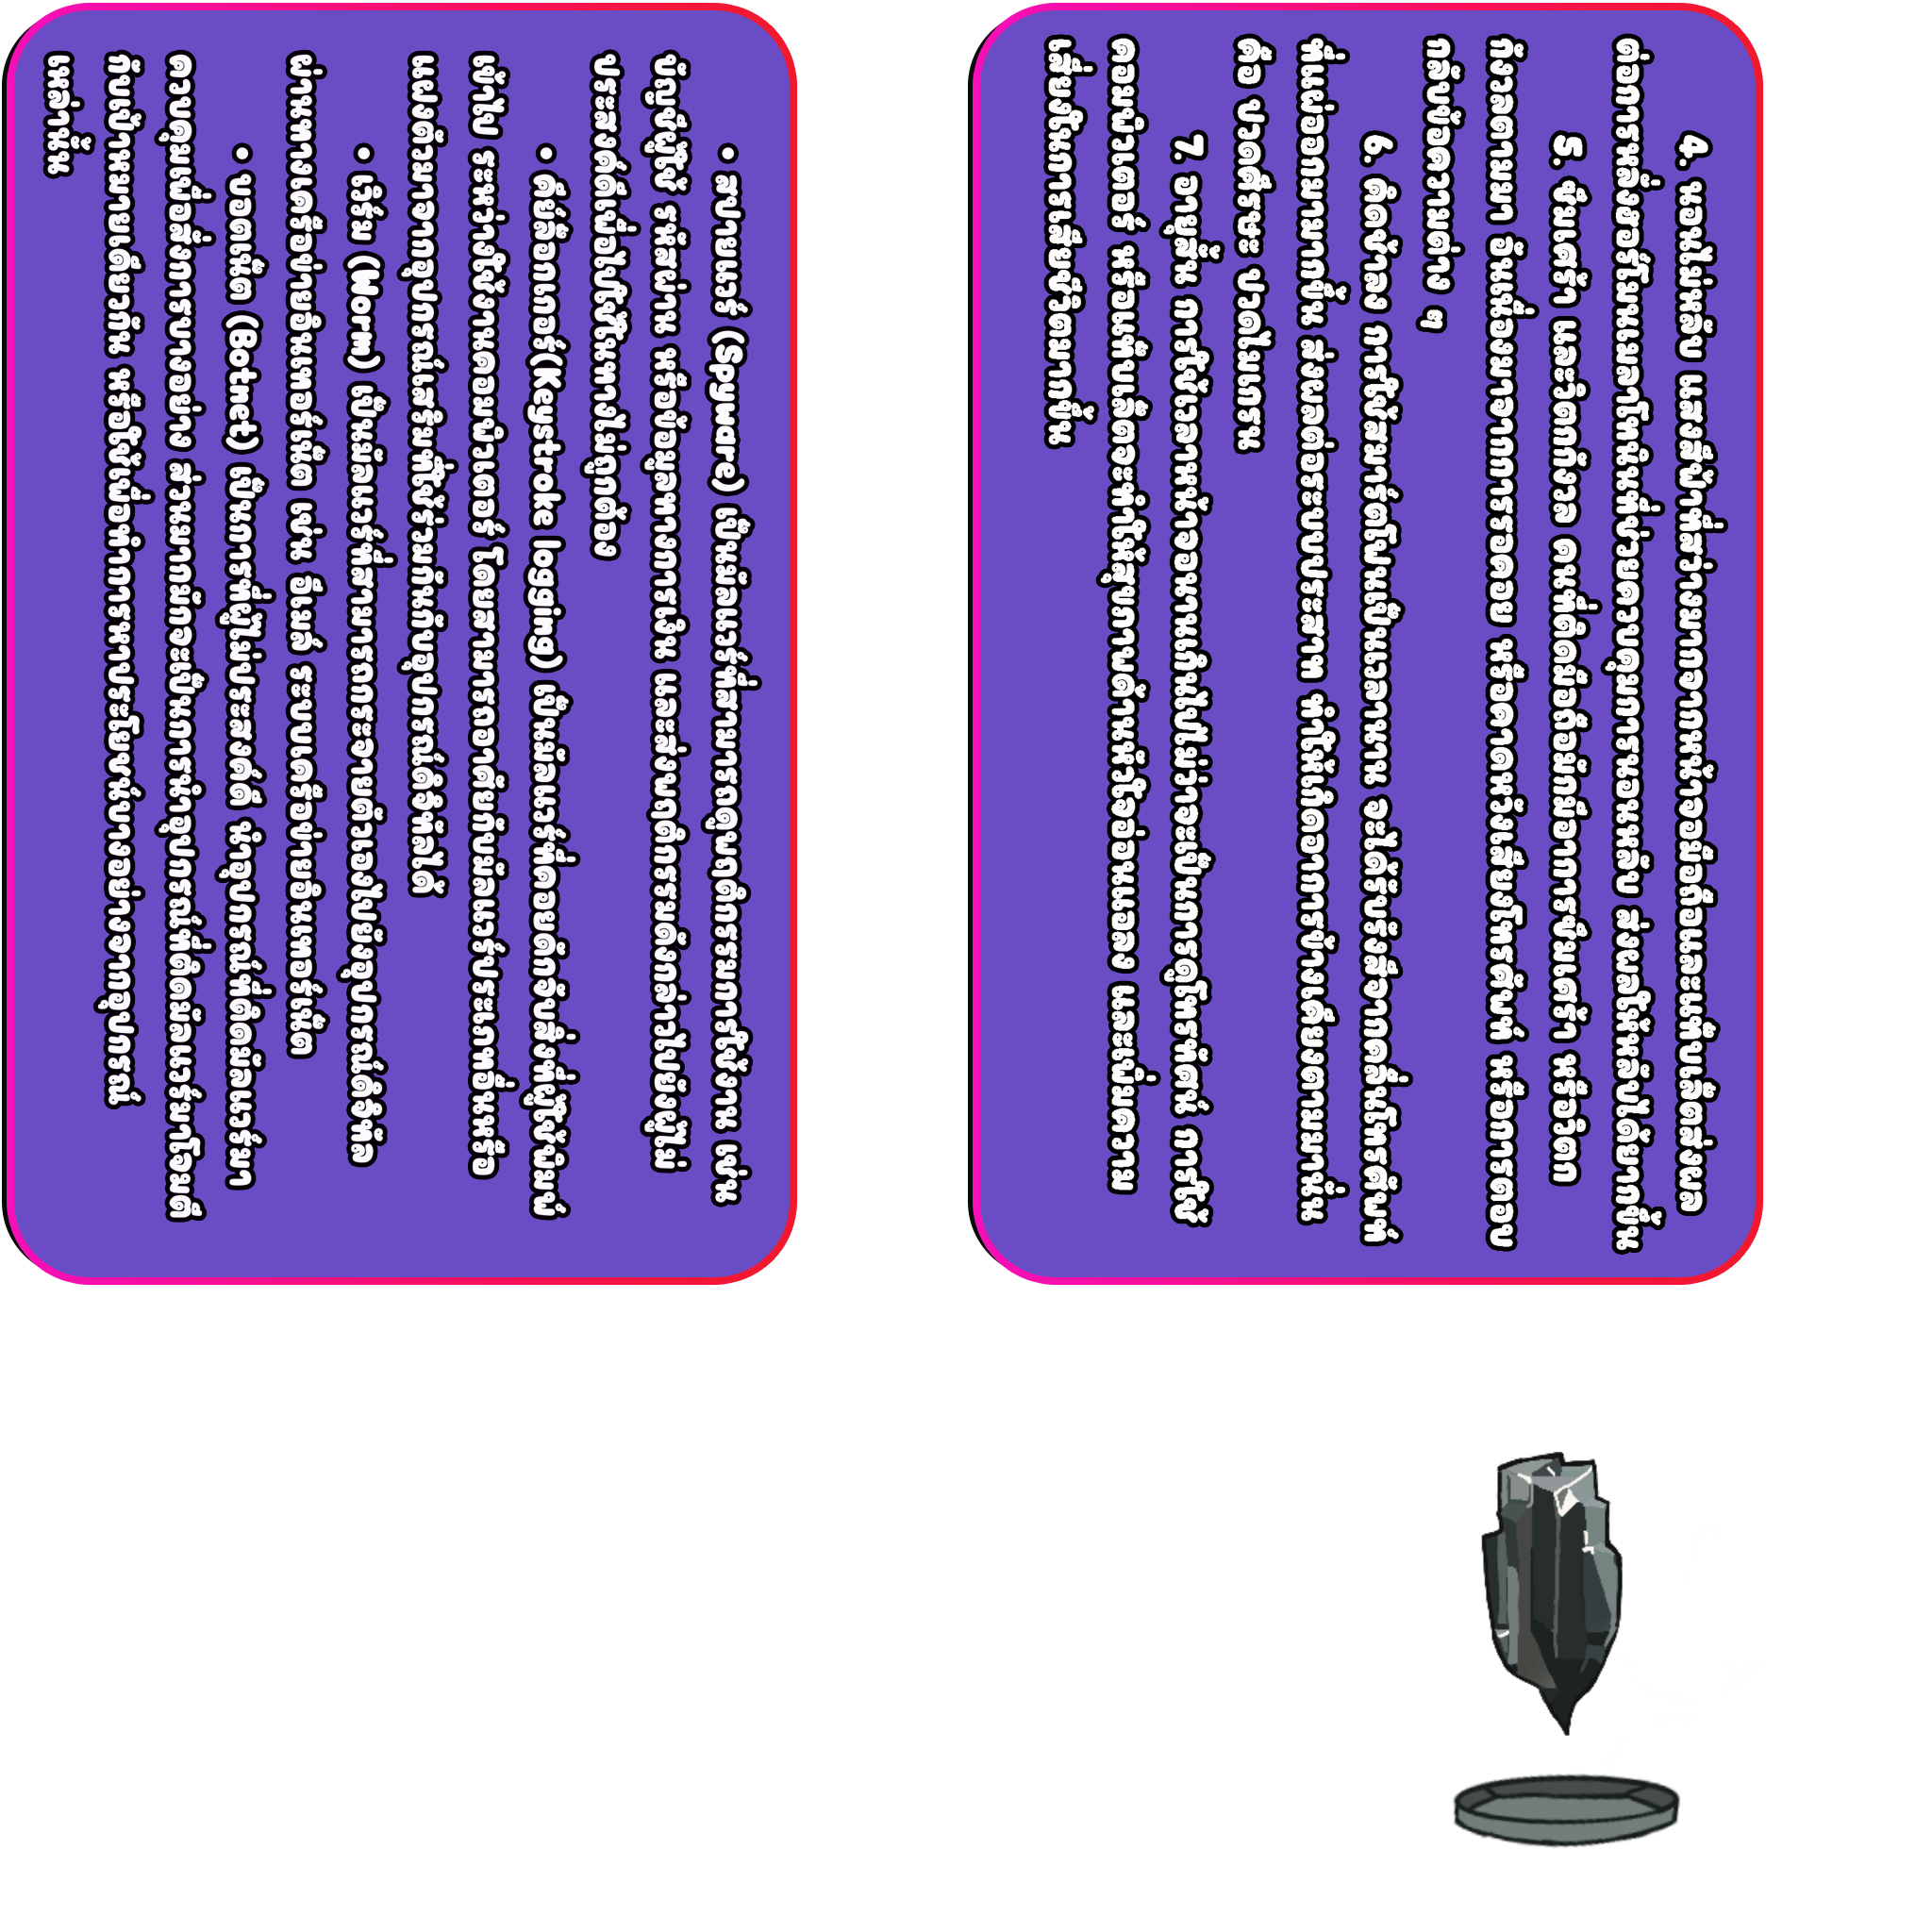 • สปายแวร์ (Spyware) เป็นมัลแวร์ที่สามารถดูพฤติกรรมการใช้งาน เช่น
บัญชีผู้ใช้ รหัสผ่าน หรือข้อมูลทางการเงิน และส่งพฤติกรรมดังกล่าวไปยังผู้ไม่
ประสงค์ดีเพื่อไปใช้ในทางไม่ถูกต้อง
• คีย์ล็อกเกอร์(Keystroke logging) เป็นมัลแวร์ที่คอยบดักจับสิ่งที่ผู้ใช้พิมพ์
เข้าไป ระหว่างใช้งานคอมพิวเตอร์ โดยสามารถติดกับมัลแวร์ประเภทอื่นหรือ
แฝงตัวมาจากอุปกรณ์เสริมที่ใช้ร่วมกันกับอุปกรณ์ดิจิทัลได้
• เวิร์ม (Worm) เป็นมัลแวร์ที่สามารถกระจายตัวเองไปยังอุปกรณ์ดิจิทัล
ผ่านทางเครือข่ายอินเทอร์เน็ต เช่น อีเมล์ ระบบเครือข่ายอินเทอร์เน็ต
• บอตเน็ต (Botnet) เป็นการที่ผู้ไม่ประสงค์ดี นำอุปกรณ์ที่ติดมัลแวร์มา
ควบคุมเพื่อสั่งการบางอย่าง ส่วนมากมักจะเป็นการนำอุปกรณ์ที่ติดมัลแวร์มาโจมตี
กับเป้าหมายเดียวกัน หรือใช้เพื่อทำการหาประโยชน์บางอย่างจากอุปกรณ์
เหล่านั้น
4. นอนไม่หลับ แสงสีฟ้าที่สว่างมาจากหน้าจอมือถือและแท็บเล็ตส่งผล
ต่อการหลั่งฮอร์โมนเมลาโทนินที่ช่วยควบคุมการนอนหลับ ส่งผลให้หลับได้ยากขึ้น
5. ซึมเศร้า และวิตกกังวล คนที่ติดมือถือมักมีอาการซึมเศร้า หรือวิตก
กังวลตามมา อันเนื่องมาจากการรอคอย หรือคาดหวังเสียงโทรศัพท์ หรือการตอบ
กลับข้อความต่าง ๆ
6. คิดช้าลง การใช้สมาร์ตโฟนเป็นเวลานาน จะได้รับรังสีจากคลื่นโทรศัพท์
ที่แผ่ออกมามากขึ้น ส่งผลต่อระบบประสาท ทำให้เกิดอาการข้างเคียงตามมานั่น
คือ ปวดศีรษะ ปวดไมเกรน
7. อายุสั้น การใช้เวลาหน้าจอนานเกินไปไม่ว่าจะเป็นการดูโทรทัศน์ การใช้
คอมพิวเตอร์ หรือแท็บเล็ตจะทำให้สุขภาพด้านหัวใจอ่อนแอลง และเพิ่มความ
เสี่ยงในการเสียชีวิตมากขึ้น